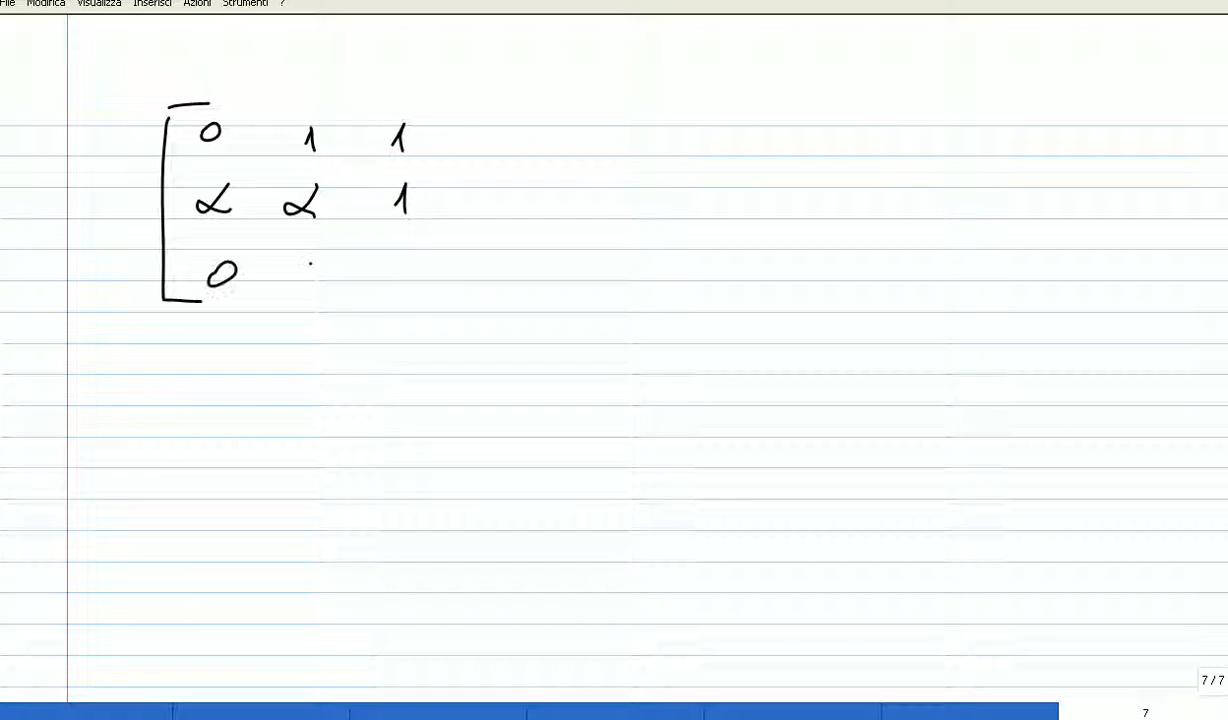 File Modifica Visualizza Inserisci Azioni Strumenti ?
0 1 1
α α 1
0
7 / 7
7